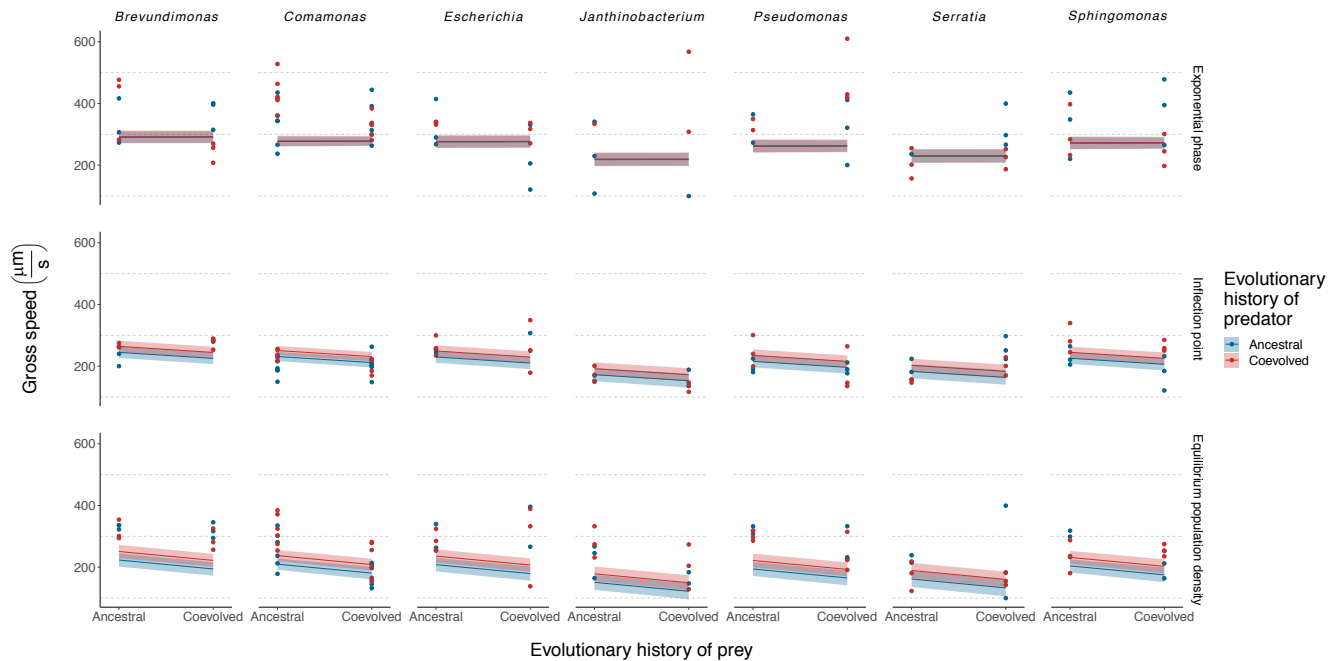 Brevundimonas Comamonas Escherichia Janthinobacterium Pseudomonas Serratia Sphingomonas
600
400
200
Exponential phase
600
400
200
Inflection point
600
400
200
Equilibrium population density
Gross speed (μm/s)
Ancestral Coevolved Ancestral Coevolved Ancestral Coevolved Ancestral Coevolved Ancestral Coevolved Ancestral Coevolved Ancestral Coevolved
Evolutionary history of prey
Evolutionary
history of
predator
Ancestral
Coevolved